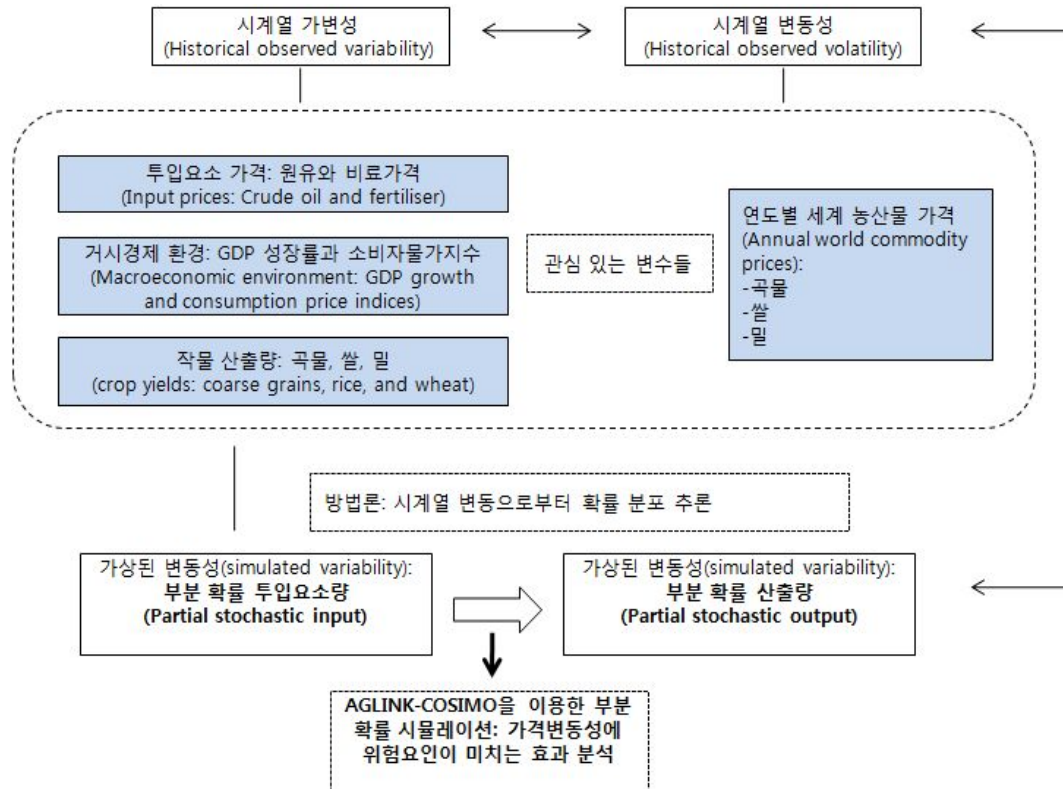 시계열 가변성
(Historical observed variability)
시계열 변동성
(Historical observed volatility)
투입요소 가격: 원유와 비료가격
(Input prices: Crude oil and fertiliser)
거시경제 환경: GDP 성장률과 소비자물가지수
(Macroeconomic environment: GDP growth
and consumption price indices)
작물 산출량: 곡물, 쌀, 밀
(crop yields: coarse grains, rice, and wheat)
관심 있는 변수들
연도별 세계 농산물 가격
(Annual world commodity
prices):
-곡물
-쌀
-밀
방법론: 시계열 변동으로부터 확률 분포 추론
가상된 변동성(simulated variability):
부분 확률 투입요소량
(Partial stochastic input)
가상된 변동성(simulated variability):
부분 확률 산출량
(Partial stochastic output)
AGLINK-COSIMO을 이용한 부분
확률 시뮬레이션: 가격변동성에
위험요인이 미치는 효과 분석